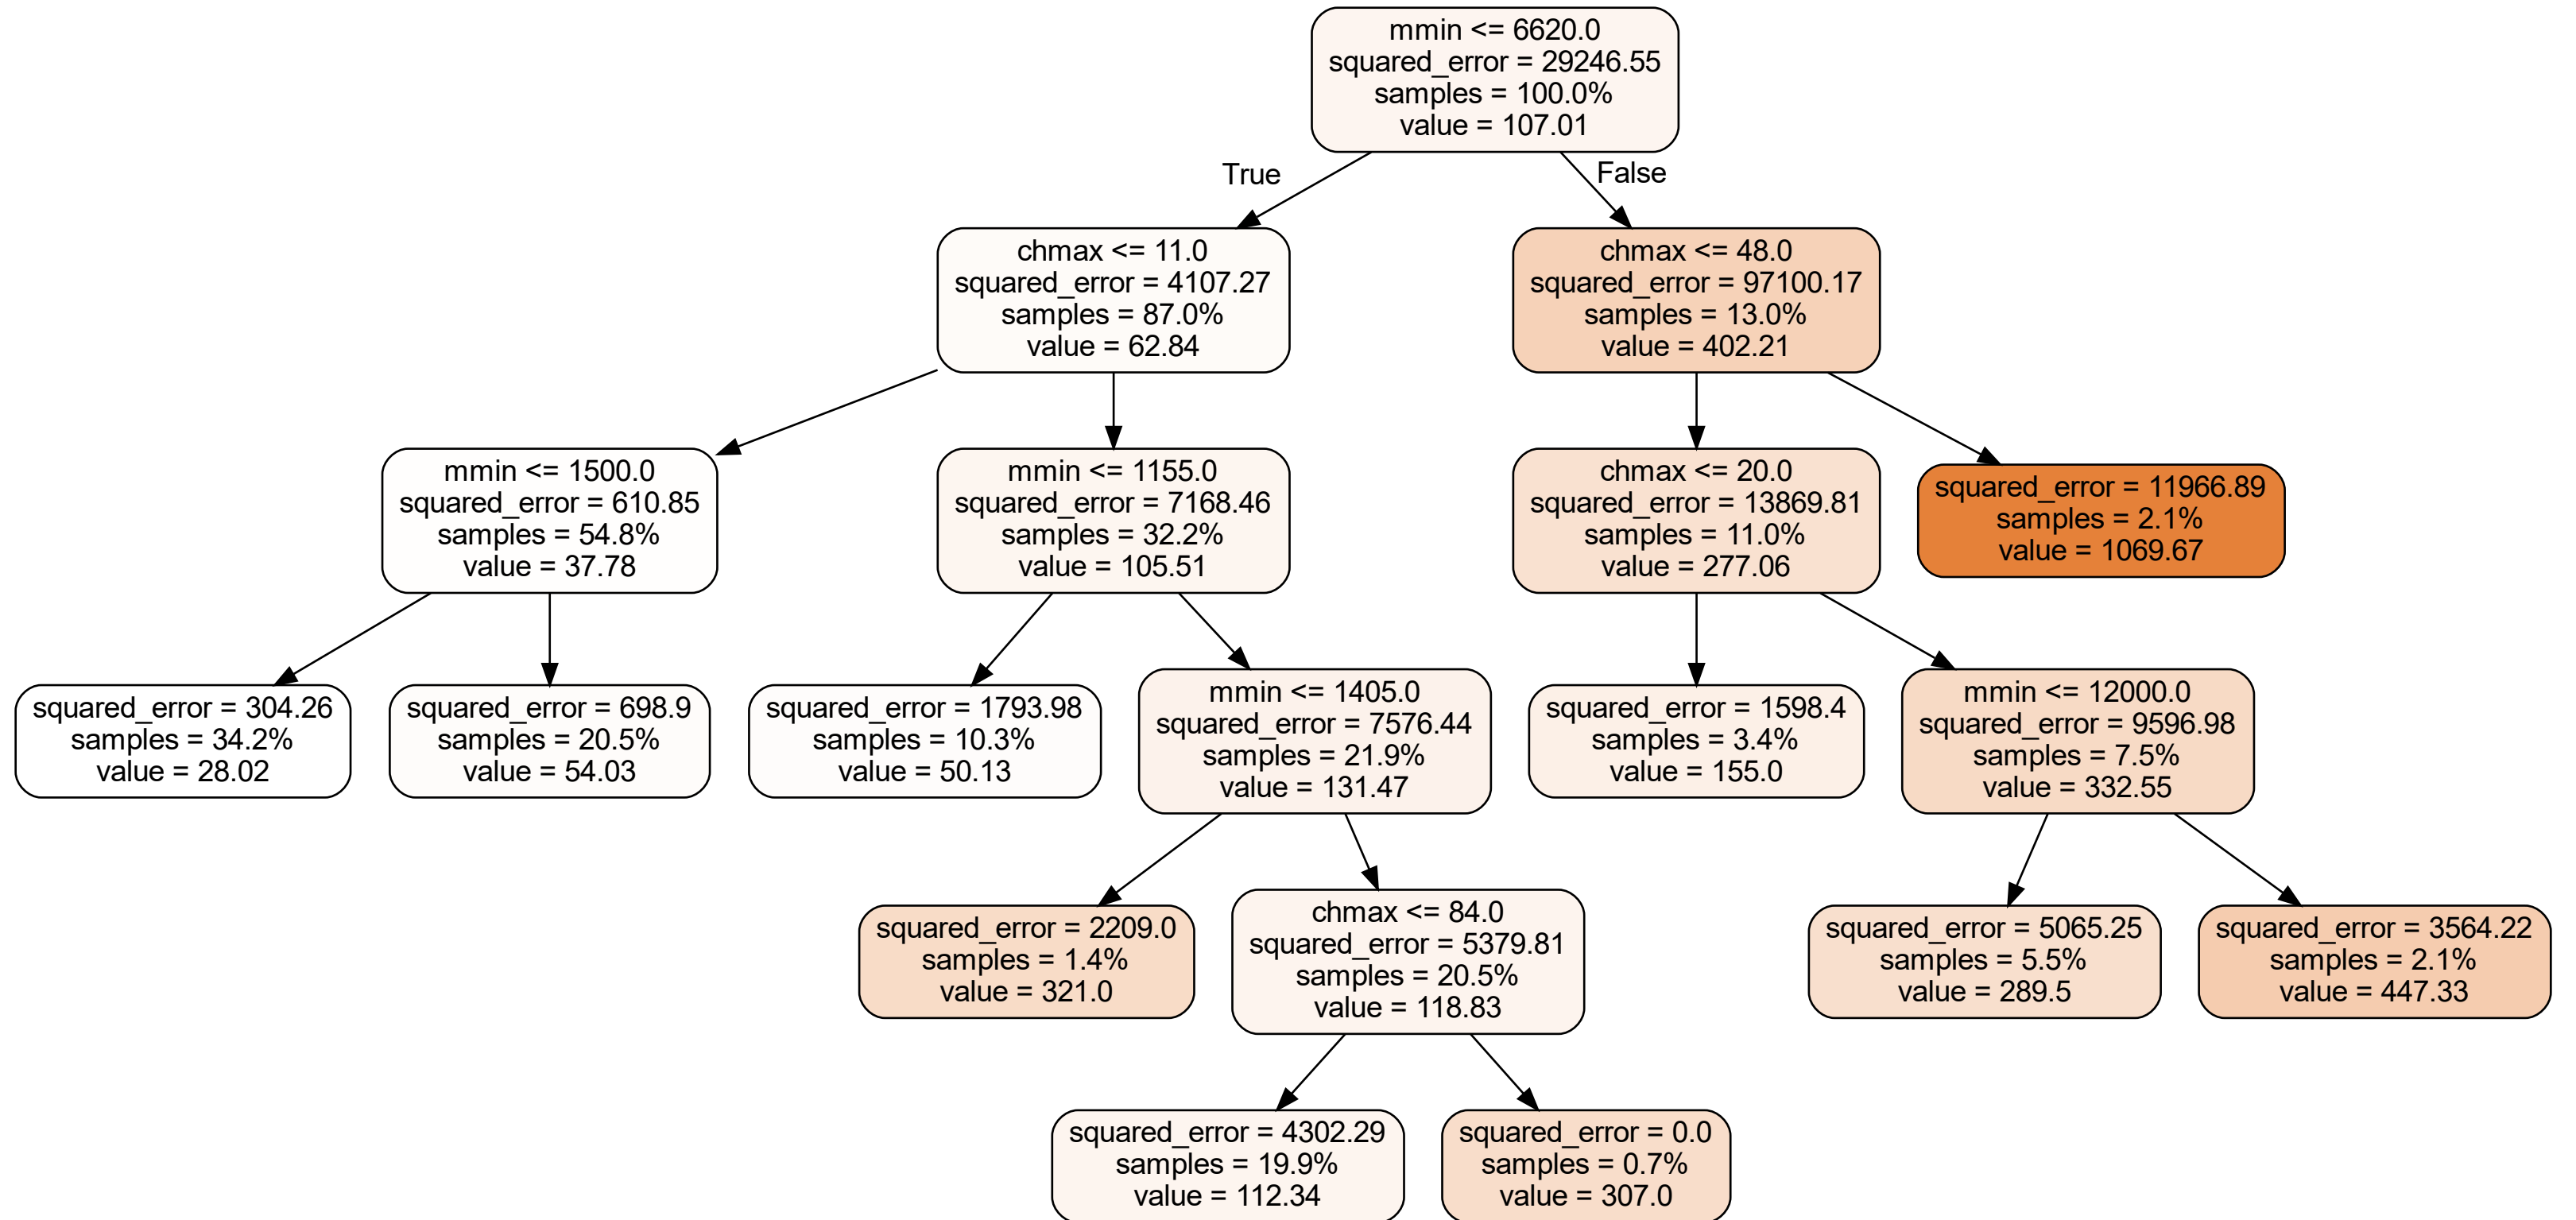 mmin <= 6620.0
squared_error = 29246.55
samples = 100.0%
value = 107.01
True
False
chmax <= 11.0
squared_error = 4107.27
samples = 87.0%
value = 62.84
chmax <= 48.0
squared_error = 97100.17
samples = 13.0%
value = 402.21
mmin <= 1500.0
squared_error = 610.85
samples = 54.8%
value = 37.78
mmin <= 1155.0
squared_error = 7168.46
samples = 32.2%
value = 105.51
chmax <= 20.0
squared_error = 13869.81
samples = 11.0%
value = 277.06
squared_error = 11966.89
samples = 2.1%
value = 1069.67
squared_error = 304.26
samples = 34.2%
value = 28.02
squared_error = 698.9
samples = 20.5%
value = 54.03
squared_error = 1793.98
samples = 10.3%
value = 50.13
mmin <= 1405.0
squared_error = 7576.44
samples = 21.9%
value = 131.47
squared_error = 1598.4
samples = 3.4%
value = 155.0
mmin <= 12000.0
squared_error = 9596.98
samples = 7.5%
value = 332.55
squared_error = 2209.0
samples = 1.4%
value = 321.0
chmax <= 84.0
squared_error = 5379.81
samples = 20.5%
value = 118.83
squared_error = 5065.25
samples = 5.5%
value = 289.5
squared_error = 3564.22
samples = 2.1%
value = 447.33
squared_error = 4302.29
samples = 19.9%
value = 112.34
squared_error = 0.0
samples = 0.7%
value = 307.0